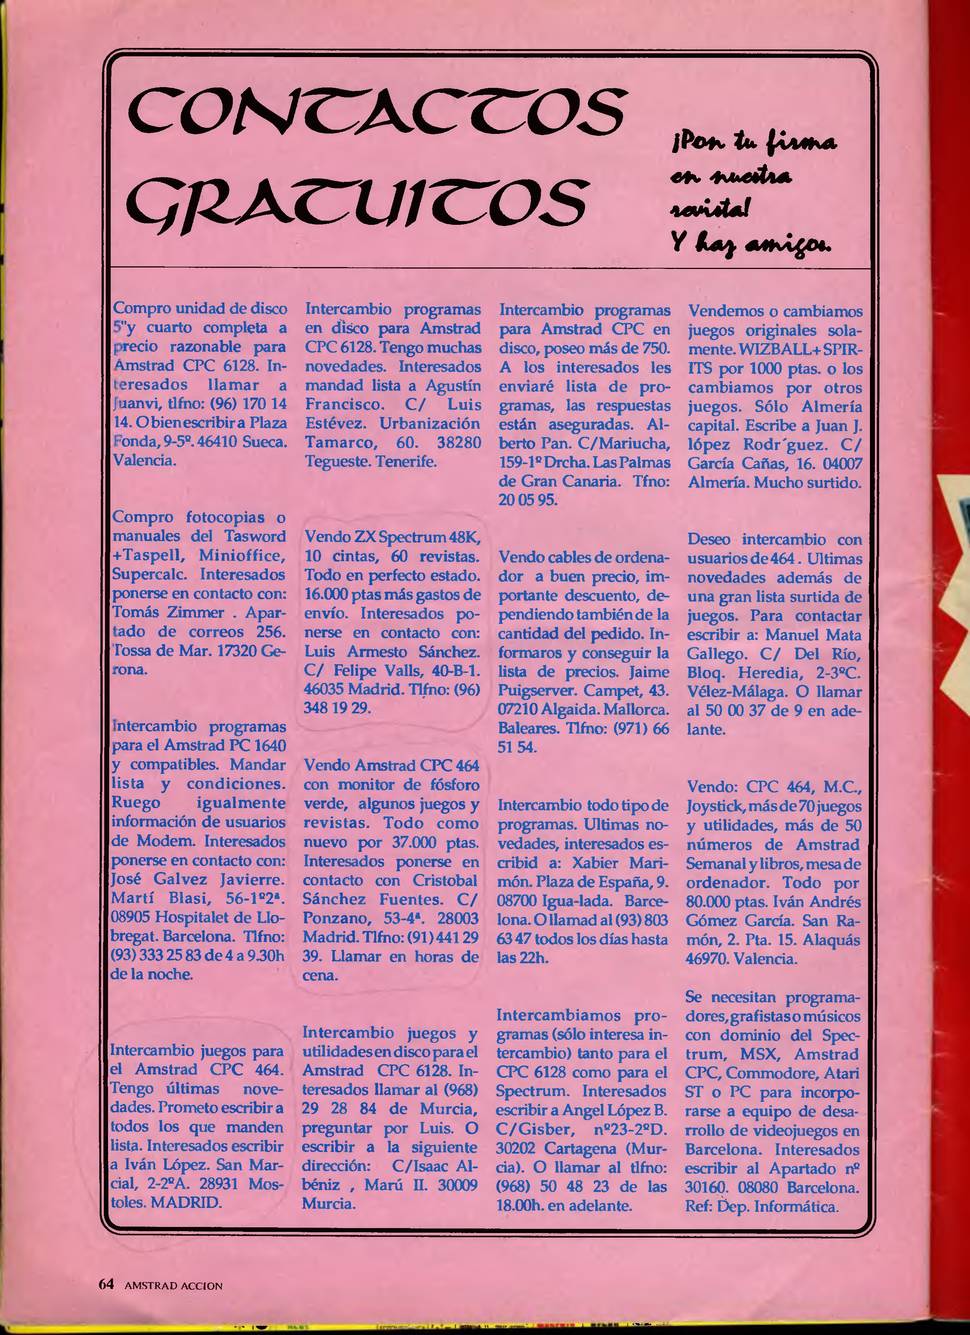 CONTACTOS
GRATUITOS
¡Pon tu firma
en nuestra
revista!
Y haz amigos.
Compro unidad de disco
5"y cuarto completa a
precio razonable para
Amstrad CPC 6128. In-
teresados llamar a
Juanvi, tlfno: (96) 170 14
14. O bien escribir a Plaza
Fonda, 9-5º. 46410 Sueca.
Valencia.
Compro fotocopias o
manuales del Tasword
+Taspell, Minioffice,
Supercalc. Interesados
ponerse en contacto con:
Tomás Zimmer . Apar-
tado de correos 256.
Tossa de Mar. 17320 Ge-
rona.
Intercambio programas
para el Amstrad PC 1640
y compatibles. Mandar
lista y condiciones.
Ruego igualmente
información de usuarios
de Modem. Interesados
ponerse en contacto con:
José Galvez Javierre.
Martí Blasi, 56-1º2ª.
08905 Hospitalet de Llo-
bregat. Barcelona. Tlfno:
(93) 333 25 83 de 4 a 9.30h
de la noche.
Intercambio juegos para
el Amstrad CPC 464.
Tengo últimas nove-
dades. Prometo escribir a
todos los que manden
lista. Interesados escribir
a Iván López. San Mar-
cial, 2-2ºA. 28931 Mos-
toles. MADRID.
Intercambio programas
en disco para Amstrad
CPC 6128. Tengo muchas
novedades. Interesados
mandad lista a Agustín
Francisco. C/ Luis
Estévez. Urbanización
Tamarco, 60. 38280
Tegueste. Tenerife.
Vendo ZX Spectrum 48K,
10 cintas, 60 revistas.
Todo en perfecto estado.
16.000 ptas más gastos de
envío. Interesados po-
nerse en contacto con:
Luis Armesto Sánchez.
C/ Felipe Valls, 40-B-1.
46035 Madrid. Tlfno: (96)
348 19 29.
Vendo Amstrad CPC 464
con monitor de fósforo
verde, algunos juegos y
revistas. Todo como
nuevo por 37.000 ptas.
Interesados ponerse en
contacto con Cristobal
Sánchez Fuentes. C/
Ponzano, 53-4ª. 28003
Madrid. Tlfno: (91) 441 29
39. Llamar en horas de
cena.
Intercambio juegos y
utilidades en disco para el
Amstrad CPC 6128. In-
teresados llamar al (968)
29 28 84 de Murcia,
preguntar por Luis. O
escribir a la siguiente
dirección: C/Isaac Al-
béniz , Marú II. 30009
Murcia.
Intercambio programas
para Amstrad CPC en
disco, poseo más de 750.
A los interesados les
enviaré lista de pro-
gramas, las respuestas
están aseguradas. Al-
berto Pan. C/Mariucha,
159-1º Drcha. Las Palmas
de Gran Canaria. Tfno:
20 05 95.
Vendo cables de ordena-
dor a buen precio, im-
portante descuento, de-
pendiendo también de la
cantidad del pedido. In-
formaros y conseguir la
lista de precios. Jaime
Puigserver. Campet, 43.
07210 Algaida. Mallorca.
Baleares. Tlfno: (971) 66
51 54.
Intercambio todo tipo de
programas. Ultimas no-
vedades, interesados es-
cribid a: Xabier Mari-
món. Plaza de España, 9.
08700 Igua-lada. Barce-
lona. O llamad al (93) 803
63 47 todos los días hasta
las 22h.
Intercambiamos pro-
gramas (sólo interesa in-
tercambio) tanto para el
CPC 6128 como para el
Spectrum. Interesados
escribir a Angel López B.
C/Gisber, nº23-2ºD.
30202 Cartagena (Mur-
cia). O llamar al tlfno:
(968) 50 48 23 de las
18.00h. en adelante.
Vendemos o cambiamos
juegos originales sola-
mente. WIZBALL+SPIR-
ITS por 1000 ptas. o los
cambiamos por otros
juegos. Sólo Almería
capital. Escribe a Juan J.
lópez Rodr´guez. C/
García Cañas, 16. 04007
Almería. Mucho surtido.
Deseo intercambio con
usuarios de 464 . Ultimas
novedades además de
una gran lista surtida de
juegos. Para contactar
escribir a: Manuel Mata
Gallego. C/ Del Río,
Bloq. Heredia, 2-3ºC.
Vélez-Málaga. O llamar
al 50 00 37 de 9 en ade-
lante.
Vendo: CPC 464, M.C.,
Joystick, más de 70 juegos
y utilidades, más de 50
números de Amstrad
Semanal y libros, mesa de
ordenador. Todo por
80.000 ptas. Iván Andrés
Gómez García. San Ra-
món, 2. Pta. 15. Alaquás
46970. Valencia.
Se necesitan programa-
dores, grafistas o músicos
con dominio del Spec-
trum, MSX, Amstrad
CPC, Commodore, Atari
ST o PC para incorpo-
rarse a equipo de desa-
rrollo de videojuegos en
Barcelona. Interesados
escribir al Apartado nº
30160. 08080 Barcelona.
Ref: Dep. Informática.
64 AMSTRAD ACCION